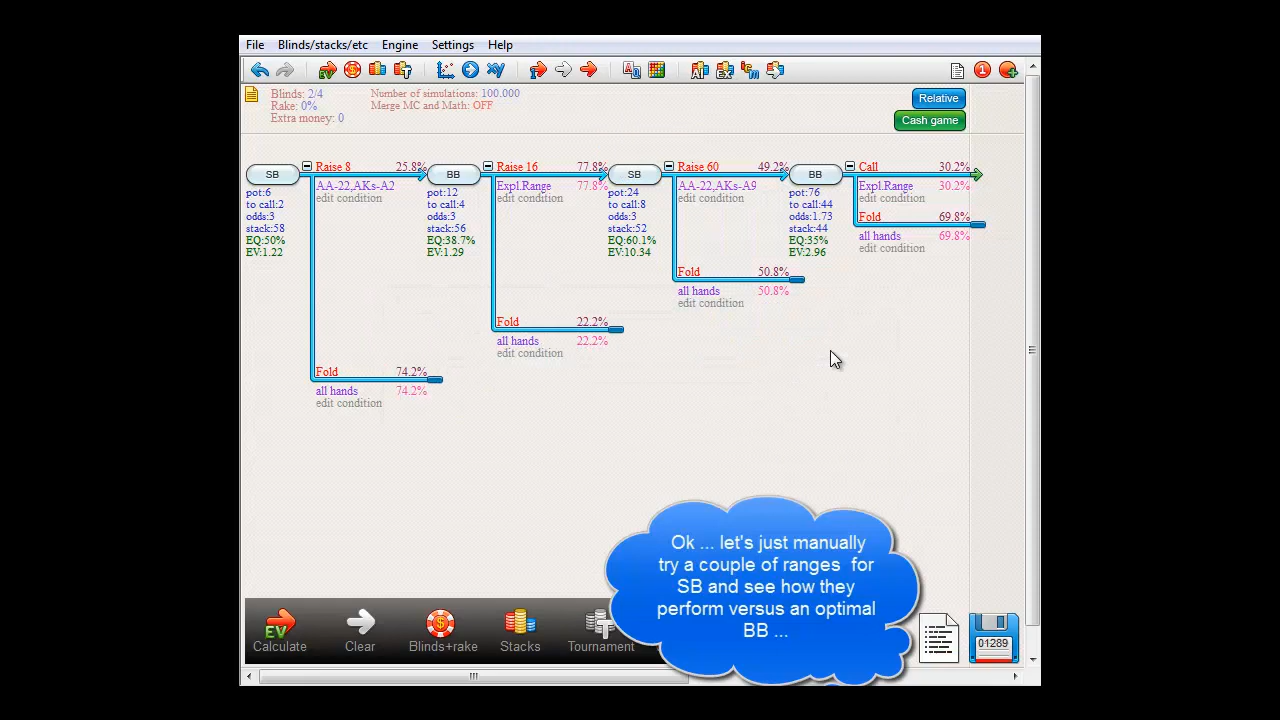 File Blinds/stacks/etc Engine Settings Help
Blinds: 2/4 Number of simulations: 100.000
Rake: 0% Merge MC and Math: OFF
Extra money: 0
Relative
Cash game
SB Raise 8 25.8% BB Raise 16 77.8% SB Raise 60 49.2% BB Call 30.2%
pot:6 AA-22,AKs-A2 pot:12 Expl.Range 77.8% pot:24 AA-22,AKs-A9 pot:76 Expl.Range 30.2%
to call:2 edit condition to call:4 edit condition to call:8 edit condition to call:44 edit condition
odds:3 odds:3 odds:3 odds:1.73 Fold 69.8%
stack:58 stack:56 stack:52 stack:44
EQ:50% EQ:38.7% EQ:60.1% EQ:35% all hands 69.8%
EV:1.22 EV:1.29 EV:10.34 EV:2.96 edit condition
Fold 50.8%
all hands 50.8%
edit condition
Fold 22.2%
all hands 22.2%
edit condition
Fold 74.2%
all hands 74.2%
edit condition
Ok ... let's just manually
try a couple of ranges for
SB and see how they
perform versus an optimal
BB ...
EV
Calculate Clear Blinds+rake Stacks Tournament
01289